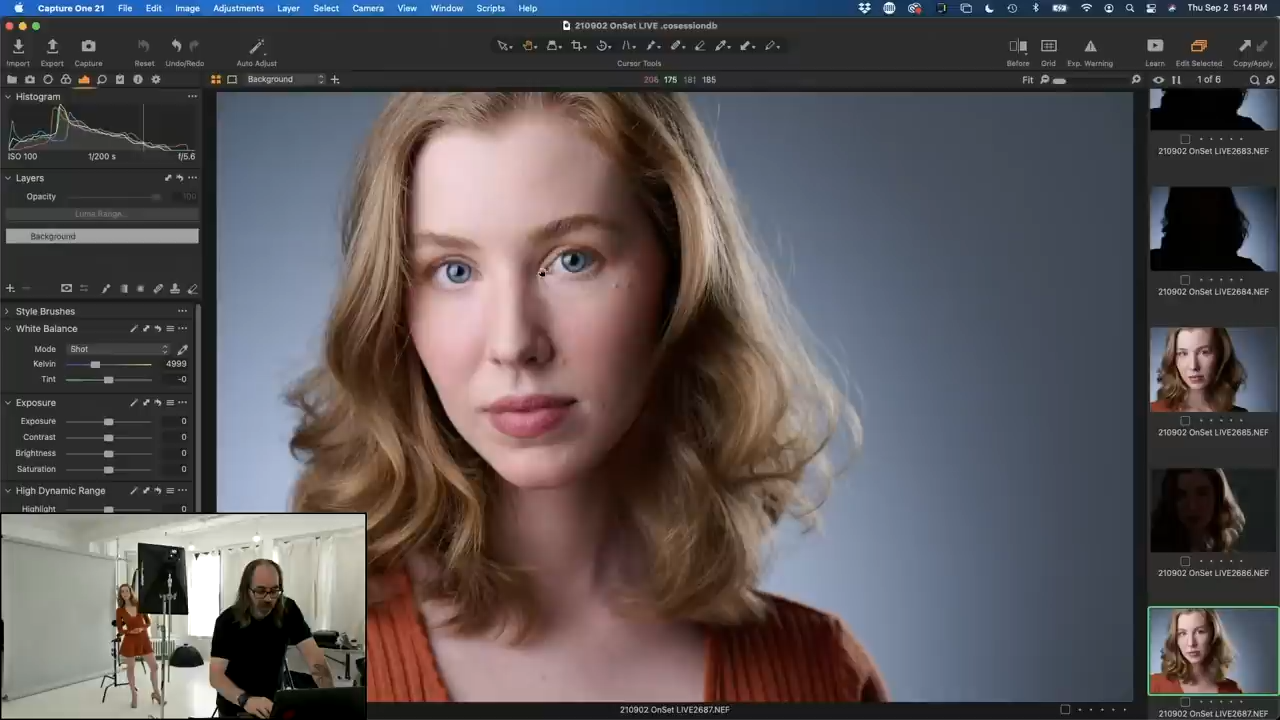 Capture One 21 File Edit Image Adjustments Layer Select Camera View Window Scripts Help Thu Sep 2 5:14 PM
210902 OnSet LIVE .cosessiondb
Import Export Capture Reset Undo/Redo Auto Adjust Cursor Tools Before Grid Exp. Warning Learn Edit Selected Copy/Apply
Background 206 175 181 185 Fit 1 of 6
Histogram
ISO 100 1/200 s f/5.6
Layers
Opacity 100
Luma Range...
Background
Style Brushes
White Balance
Mode Shot
Kelvin 4999
Tint -0
Exposure
Exposure 0
Contrast 0
Brightness 0
Saturation 0
High Dynamic Range
Highlight 0
210902 OnSet LIVE2683.NEF
210902 OnSet LIVE2684.NEF
210902 OnSet LIVE2685.NEF
210902 OnSet LIVE2686.NEF
210902 OnSet LIVE2687.NEF
210902 OnSet LIVE2687.NEF